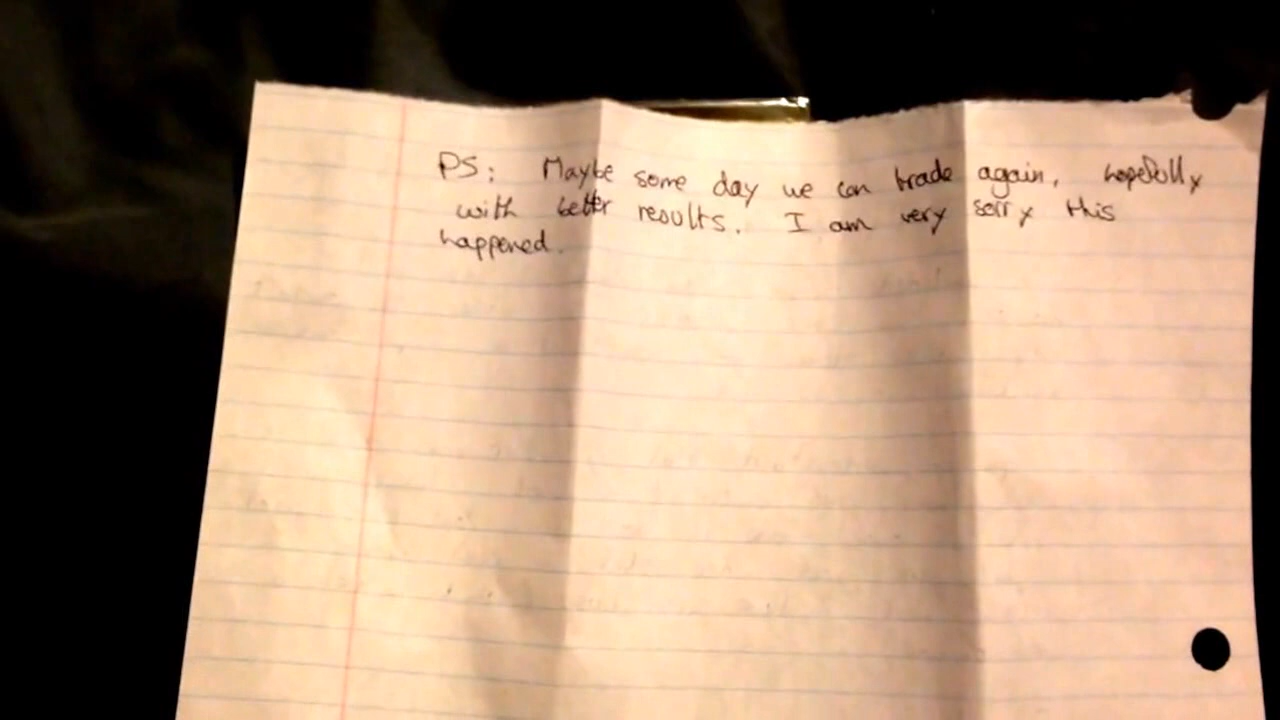 PS: Maybe some day we can trade again, hopefully
with better results. I am very sorry this
happened.